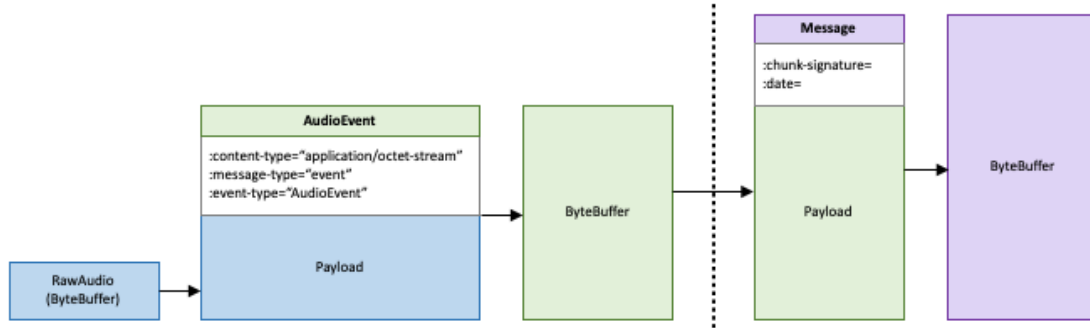 RawAudio
(ByteBuffer)
AudioEvent
:content-type=“application/octet-stream”
:message-type=“event”
:event-type=“AudioEvent”
Payload
ByteBuffer
Message
:chunk-signature=
:date=
Payload
ByteBuffer